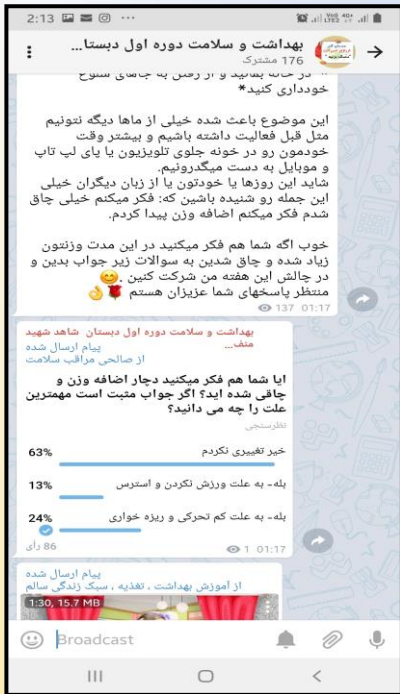 2:13
بهداشت و سلامت دوره اول دبستا...
176 مشترک
در خانه بمانید و از رفتن به جاهای شلوغ
خودداری کنید*
این موضوع باعث شده خیلی از ماها دیگه نتونیم
مثل قبل فعالیت داشته باشیم و بیشتر وقت
خودمون رو در خونه جلوی تلویزیون یا پای لپ تاپ
و موبایل به دست میگذرونیم.
شاید این روزها یا خودتون یا از زبان دیگران خیلی
این جمله رو شنیده باشین که: فکر میکنم خیلی چاق
شدم فکر میکنم اضافه وزن پیدا کردم.
خوب اگه شما هم فکر میکنید در این مدت وزنتون
زیاد شده و چاق شدین به سوالات زیر جواب بدین و
در چالش این هفته من شرکت کنین. 😊
منتظر پاسخهای شما عزیزان هستم 🌹👌
137 01:17
بهداشت و سلامت دوره اول دبستان شاهد شهید
منف...
پیام ارسال شده
از صالحی مراقب سلامت
ایا شما هم فکر میکنید دچار اضافه وزن و
چاقی شده اید؟ اگر جواب مثبت است مهمترین
علت را چه می دانید؟
نظرسنجی
خیر تغییری نکردم 63%
بله- به علت ورزش نکردن و استرس 13%
بله- به علت کم تحرکی و ریزه خواری 24%
86 رأی
1 01:17
پیام ارسال شده
از آموزش بهداشت ، تغذیه ، سبک زندگی سالم
1:30, 15.7 MB
Broadcast